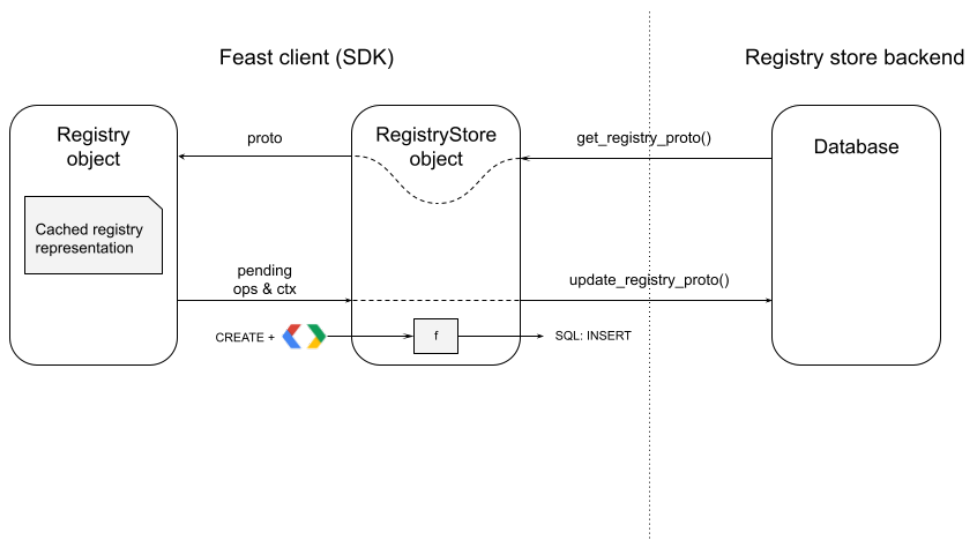 Feast client (SDK)
Registry store backend
Registry
object
proto
RegistryStore
object
get_registry_proto()
Database
Cached registry
representation
pending
ops & ctx
update_registry_proto()
CREATE +
f
SQL: INSERT